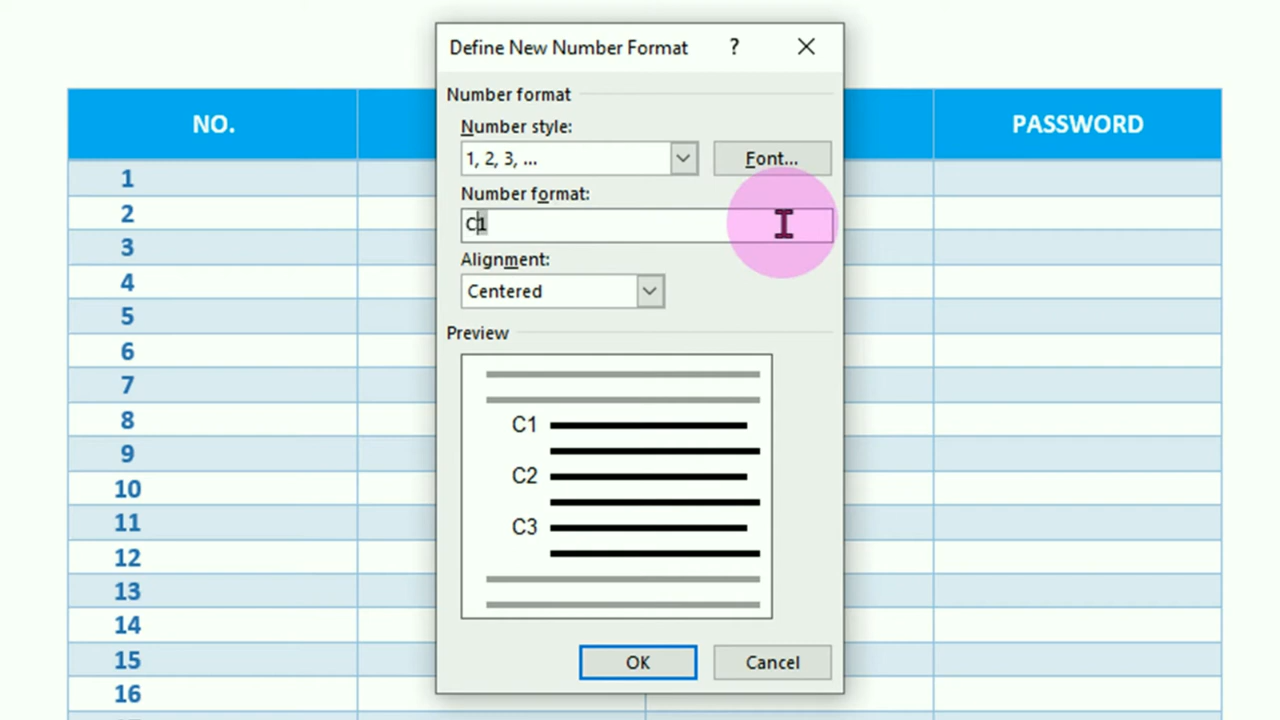 Define New Number Format ? ×
Number format
Number style:
1, 2, 3, ... Font...
Number format:
C1
Alignment:
Centered
Preview
C1
C2
C3
OK Cancel
NO. PASSWORD
1
2
3
4
5
6
7
8
9
10
11
12
13
14
15
16